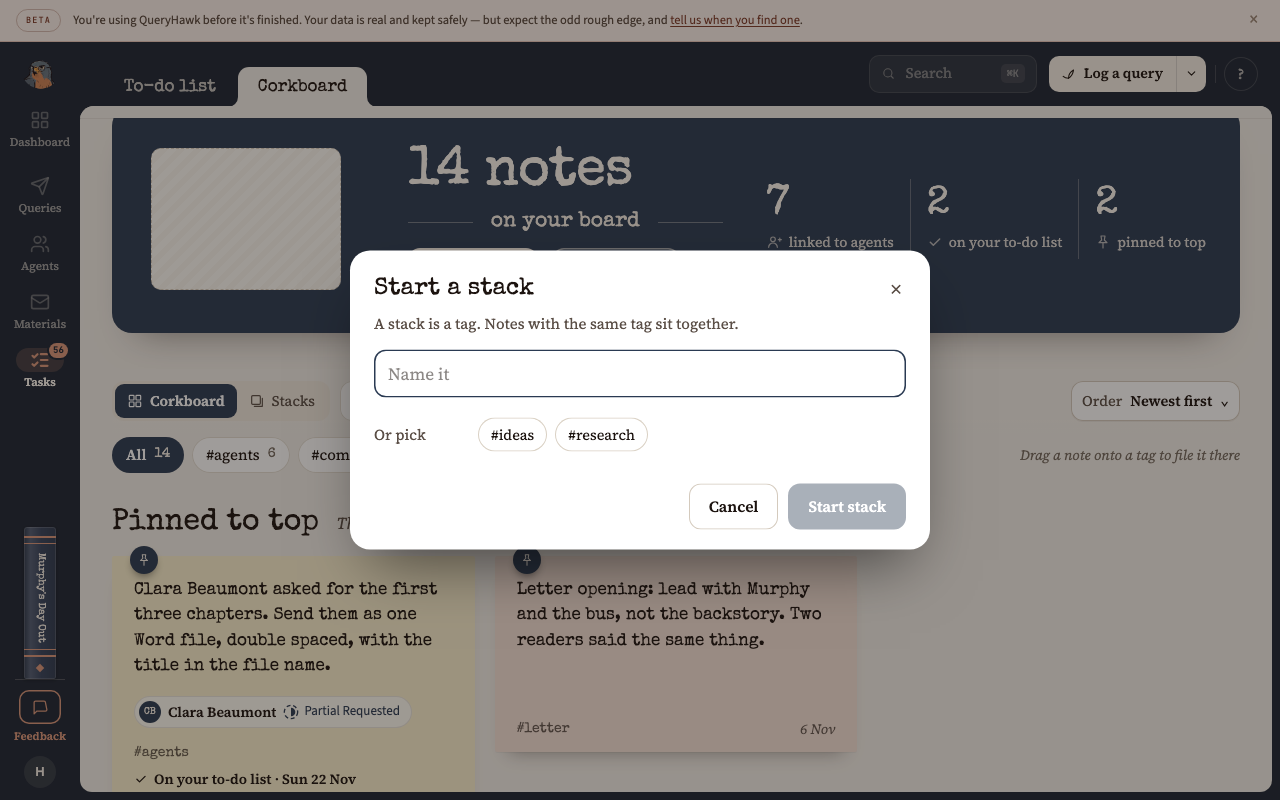 BETA You're using QueryHawk before it's finished. Your data is real and kept safely — but expect the odd rough edge, and tell us when you find one. ×
To-do list
Corkboard
Search ⌘K
Log a query
?
Dashboard
Queries
Agents
Materials
56
Tasks
Murphy's Day Out
Feedback
H
14 notes
on your board
7
linked to agents
2
on your to-do list
2
pinned to top
Start a stack ×
A stack is a tag. Notes with the same tag sit together.
Name it
Or pick #ideas #research
Cancel Start stack
Corkboard Stacks
Order Newest first
All 14 #agents 6 #com
Drag a note onto a tag to file it there
Pinned to top
Clara Beaumont asked for the first
three chapters. Send them as one
Word file, double spaced, with the
title in the file name.
CB Clara Beaumont Partial Requested
#agents
✓ On your to-do list · Sun 22 Nov
Letter opening: lead with Murphy
and the bus, not the backstory. Two
readers said the same thing.
#letter 6 Nov